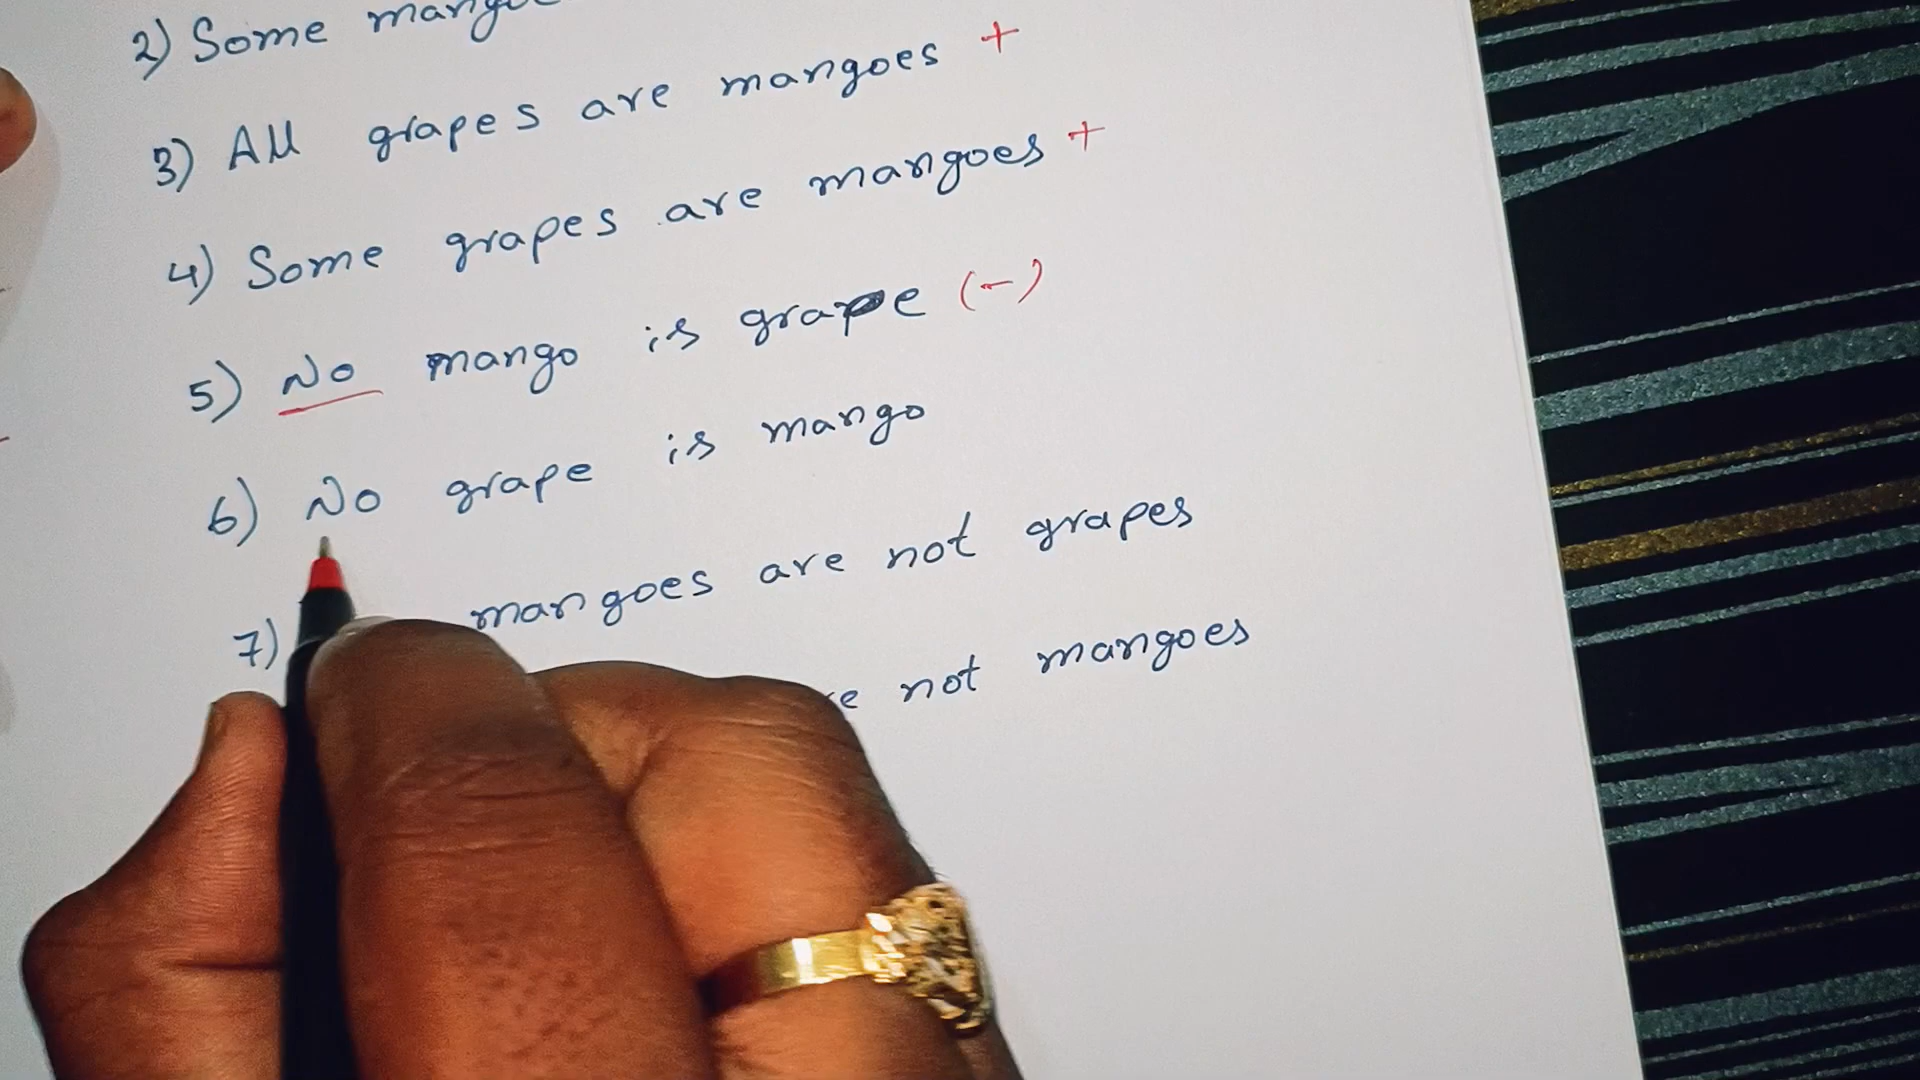 2) Some
3) All grapes are mangoes +
4) Some grapes are mangoes +
5) No mango is grape (-)
6) No grape is mango
7) mangoes are not grapes
not mangoes